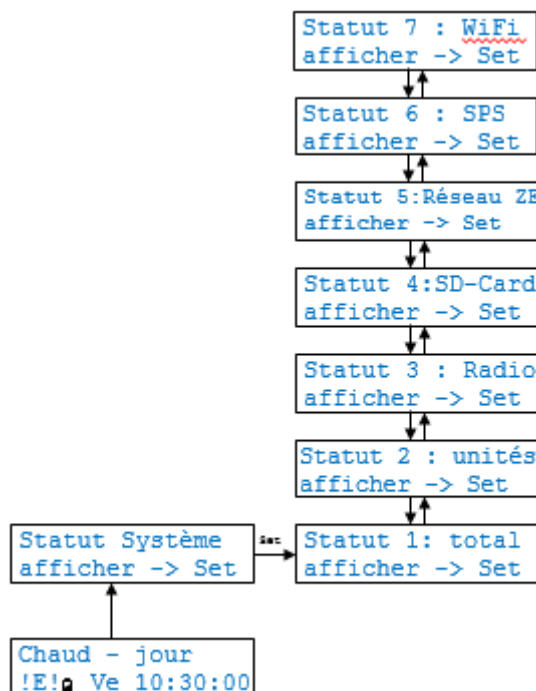 Statut 7 : WiFi
afficher -> Set
Statut 6 : SPS
afficher -> Set
Statut 5:Réseau ZE
afficher -> Set
Statut 4:SD-Card
afficher -> Set
Statut 3 : Radio
afficher -> Set
Statut 2 : unités
afficher -> Set
Statut Système
afficher -> Set
Set
Statut 1: total
afficher -> Set
Chaud - jour
!E! Ve 10:30:00